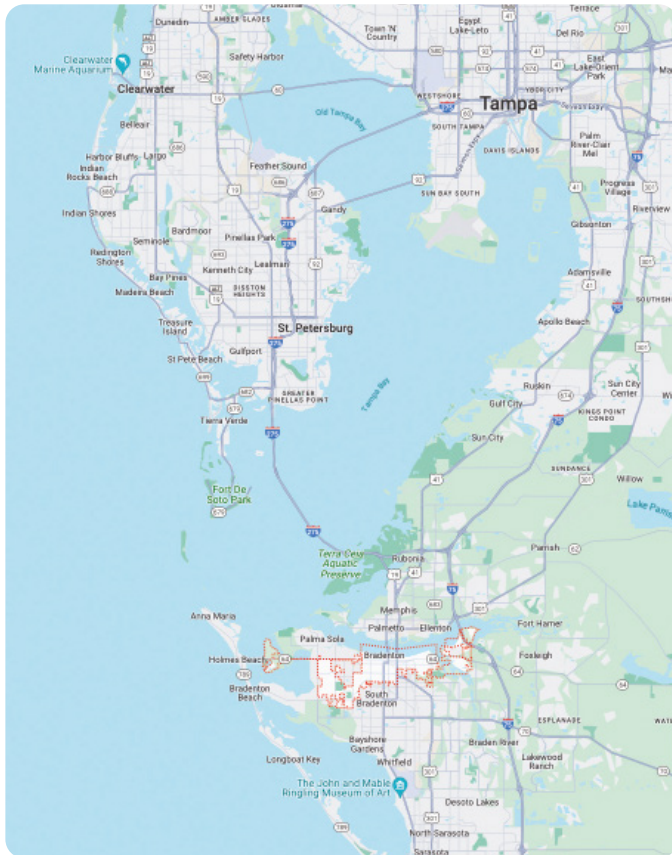 Dunedin
AMBER GLADES
Town 'N'
Country
Egypt
Lake-Leto
Terrace
Del Rio
Clearwater
Marine Aquarium
Safety Harbor
East
Lake-Orient
Park
Clearwater
WESTSHORE
YBOR CITY
Tampa
Old Tampa Bay
Belleair
SOUTH TAMPA
DAVIS ISLANDS
Palm
River-Clair
Mel
Harbor Bluffs
Largo
Indian
Rocks Beach
Feather Sound
Progress
Village
SUN BAY SOUTH
Indian Shores
Gandy
Riverview
Gibsonton
Bardmoor
Seminole
Pinellas Park
Redington
Shores
Lealman
Kenneth City
Bay Pines
Adamsville
Madeira Beach
DISSTON
HEIGHTS
SOUTHSH
Treasure
Island
St. Petersburg
Apollo Beach
Gulfport
St Pete Beach
Ruskin
Sun City
Center
GREATER
PINELLAS POINT
Tampa Bay
Gulf City
KINGS POINT
CONDO
Tierra Verde
Sun City
SUNDANCE
Willow
Fort De
Soto Park
Lake Parris
Terra Ceia
Aquatic
Preserve
Rubonia
Parrish
Memphis
Anna Maria
Palmetto
Ellenton
Fort Hamer
Palma Sola
Holmes Beach
Bradenton
Foxleigh
Bradenton
Beach
South
Bradenton
ESPLANADE
WAT
Bayshore
Gardens
Braden River
Longboat Key
Whitfield
Lakewood
Ranch
The John and Mable
Ringling Museum of Art
Desoto Lakes
North Sarasota